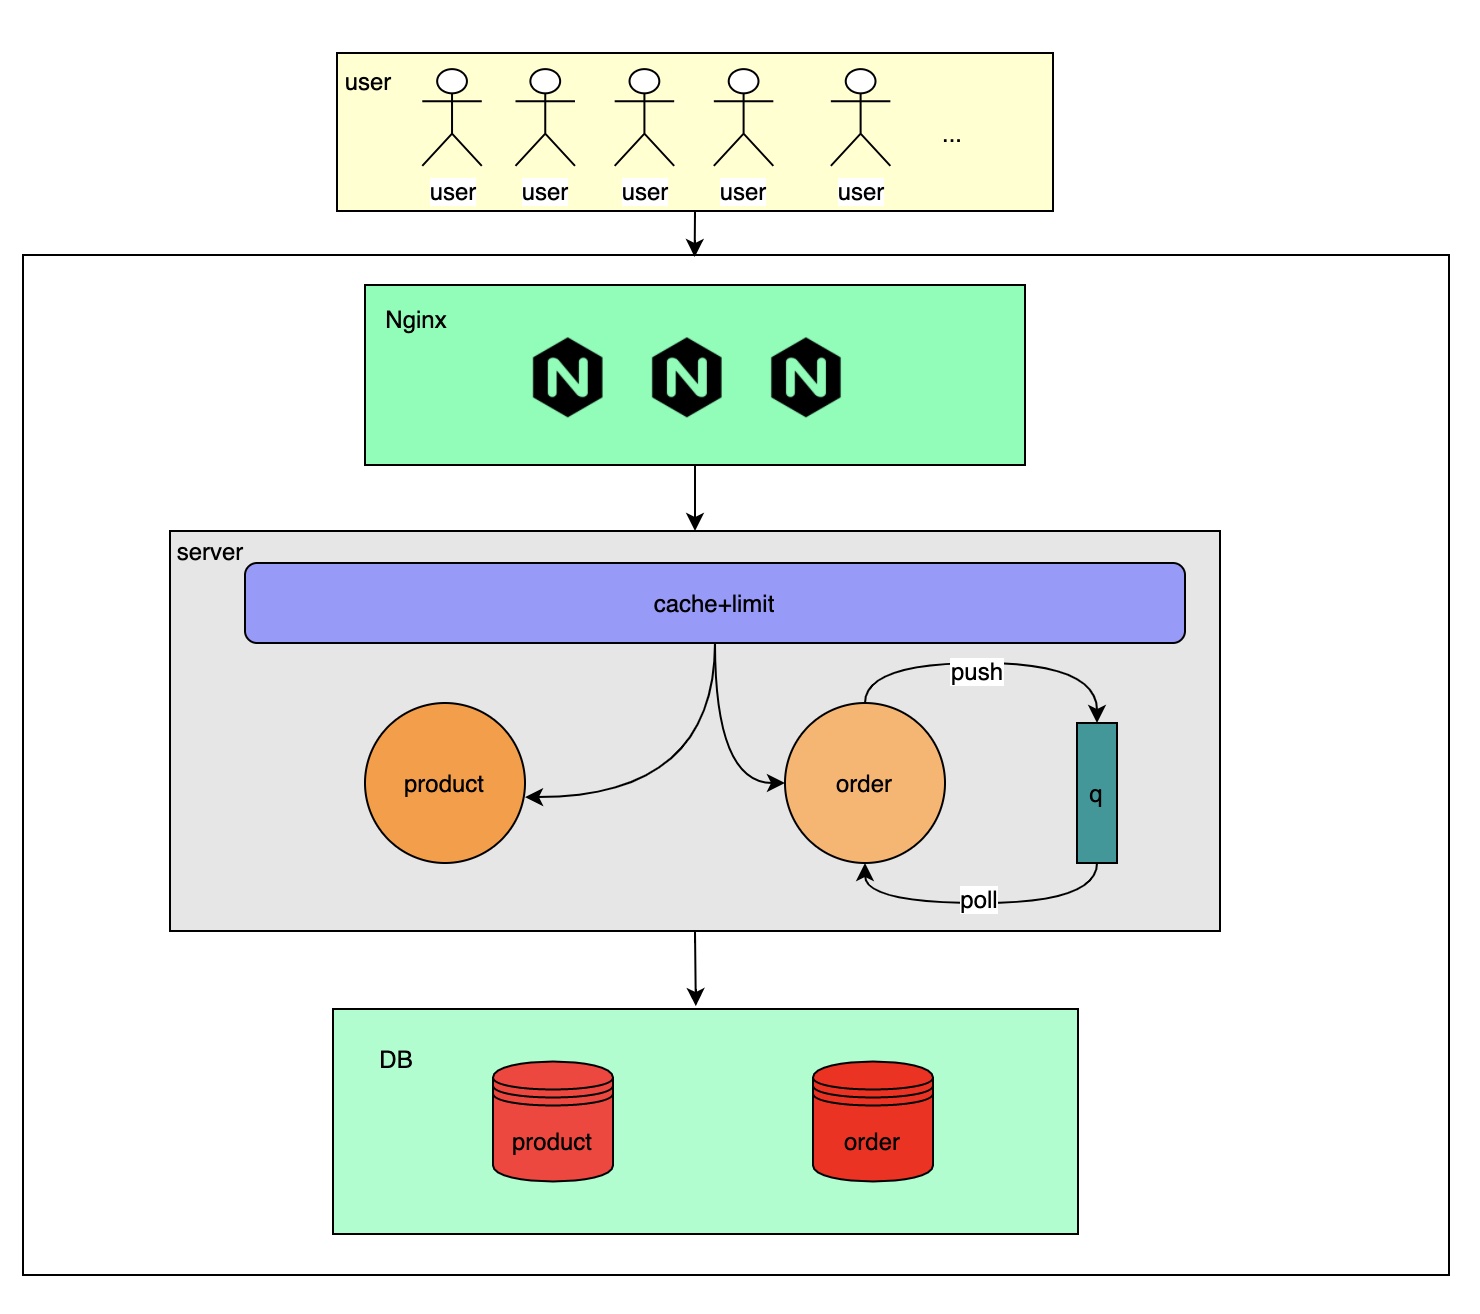 user
...
user
user
user
user
user
Nginx
N
N
N
server
cache+limit
push
product
order
q
poll
DB
product
order